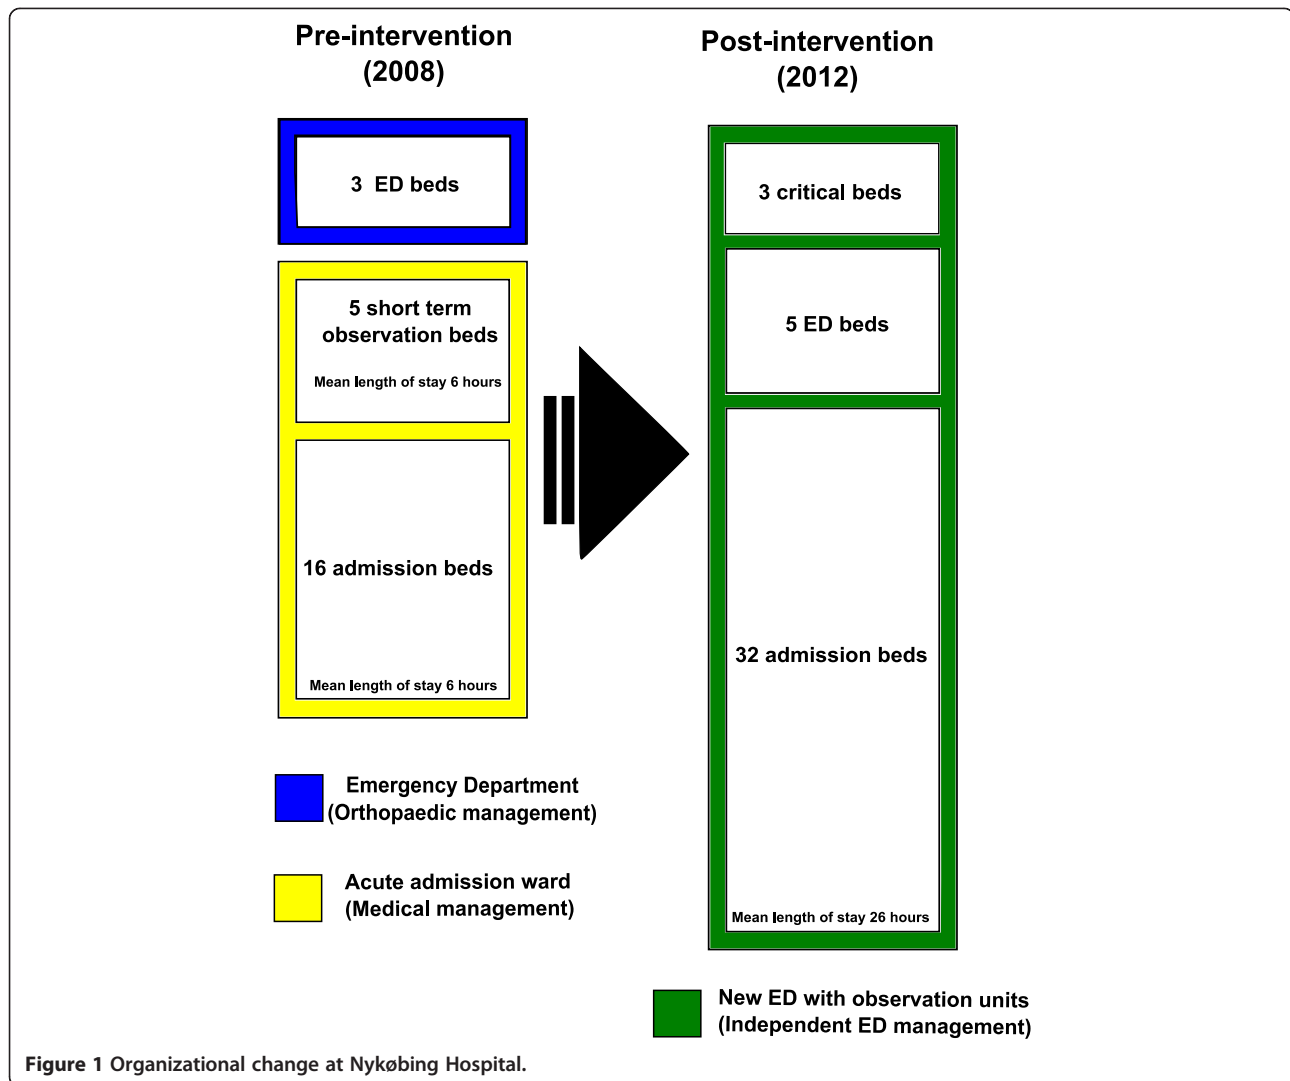 Pre-intervention
(2008)
3 ED beds
5 short term
observation beds
Mean length of stay 6 hours
16 admission beds
Mean length of stay 6 hours
Emergency Department
(Orthopaedic management)
Acute admission ward
(Medical management)
Post-intervention
(2012)
3 critical beds
5 ED beds
32 admission beds
Mean length of stay 26 hours
New ED with observation units
(Independent ED management)
Figure 1 Organizational change at Nykøbing Hospital.